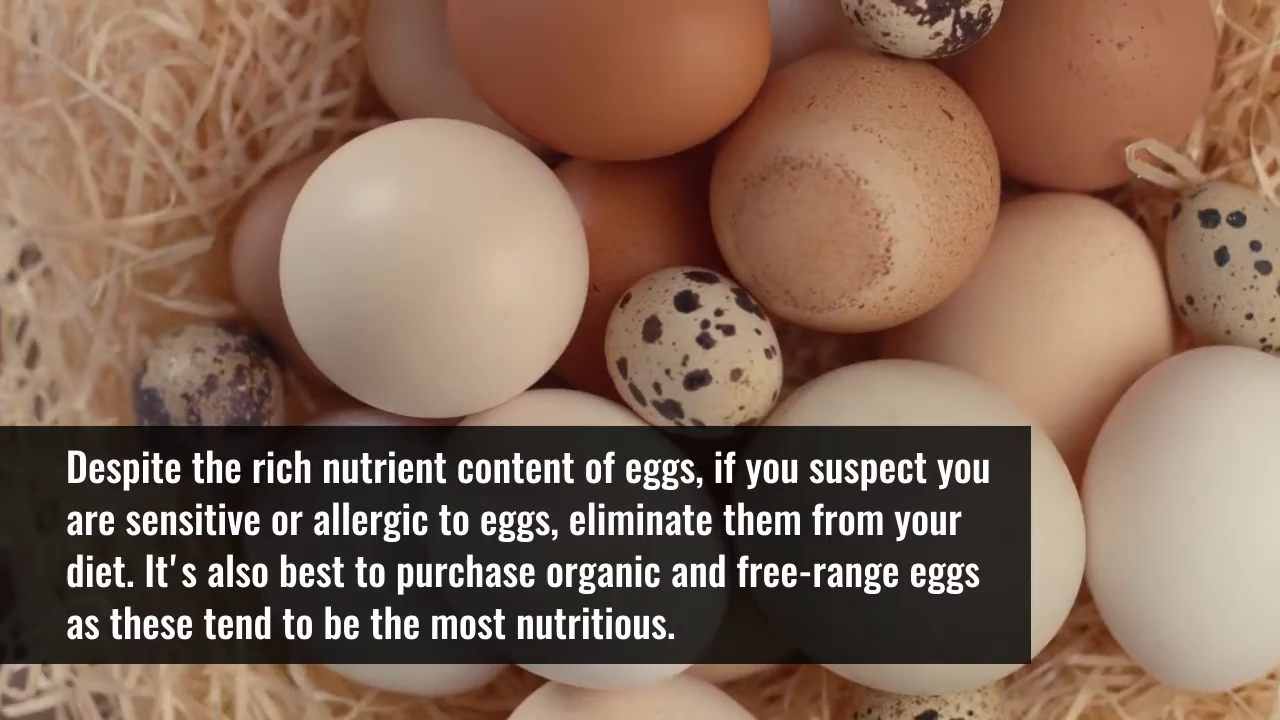 Despite the rich nutrient content of eggs, if you suspect you
are sensitive or allergic to eggs, eliminate them from your
diet. It's also best to purchase organic and free-range eggs
as these tend to be the most nutritious.